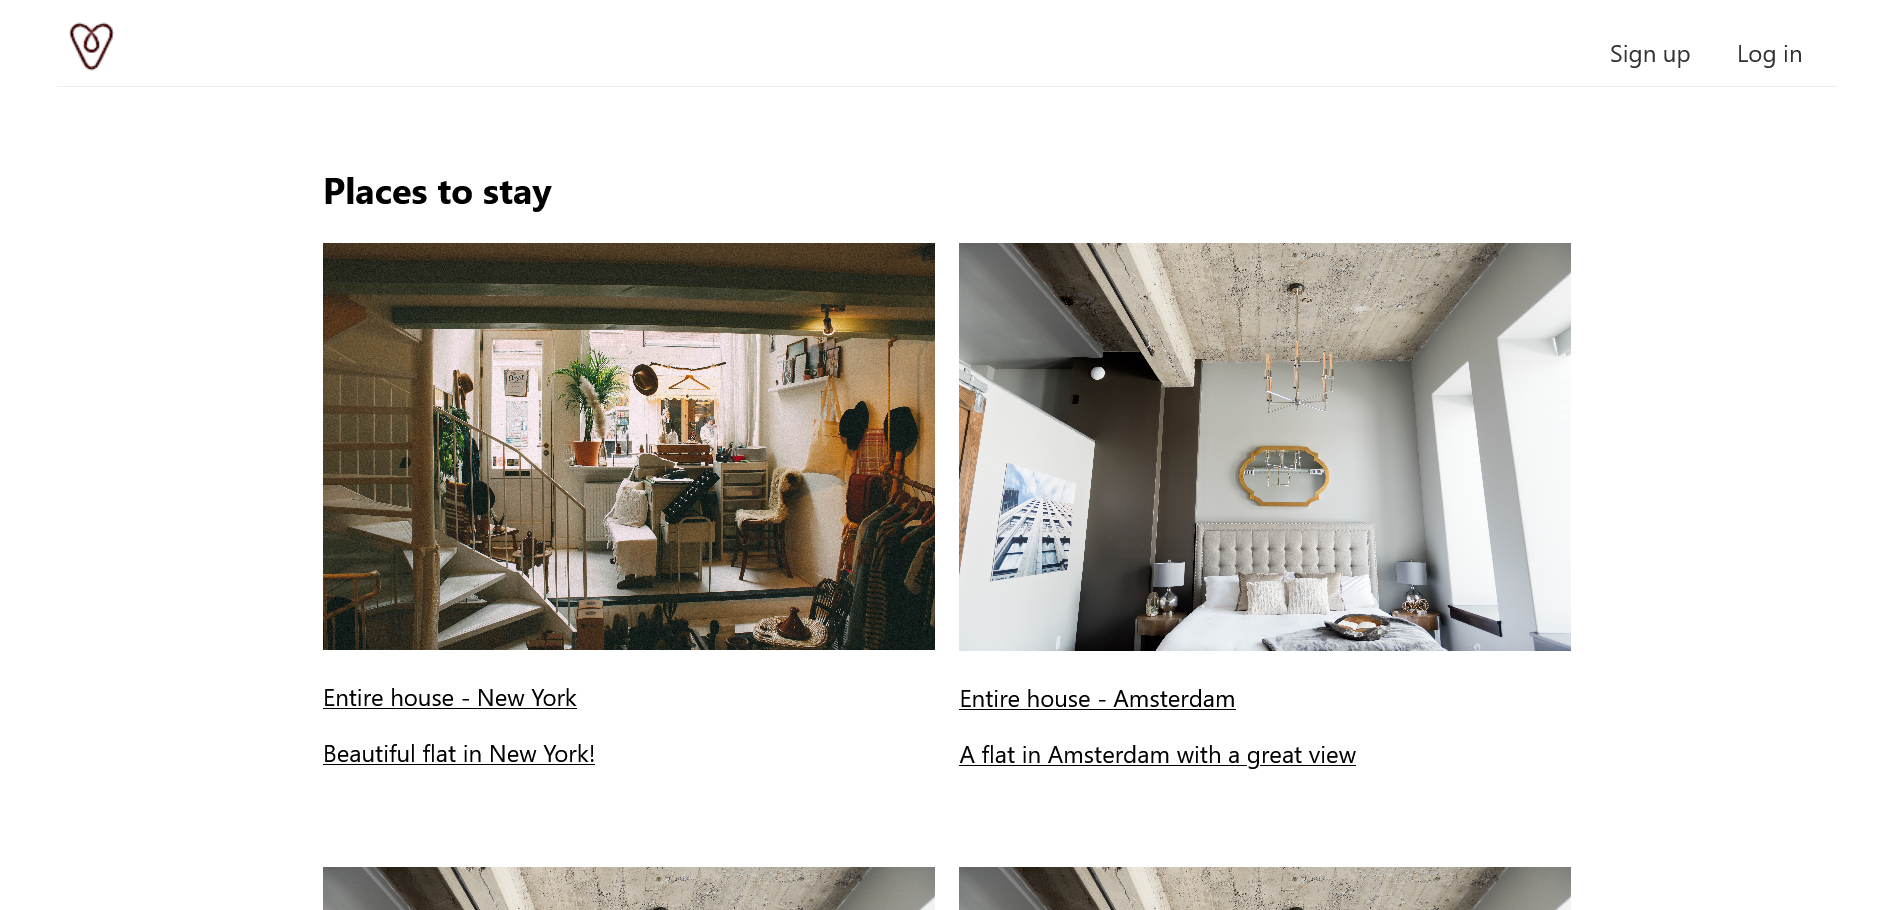 Sign up Log in
Places to stay
Entire house - New York
Beautiful flat in New York!
Entire house - Amsterdam
A flat in Amsterdam with a great view